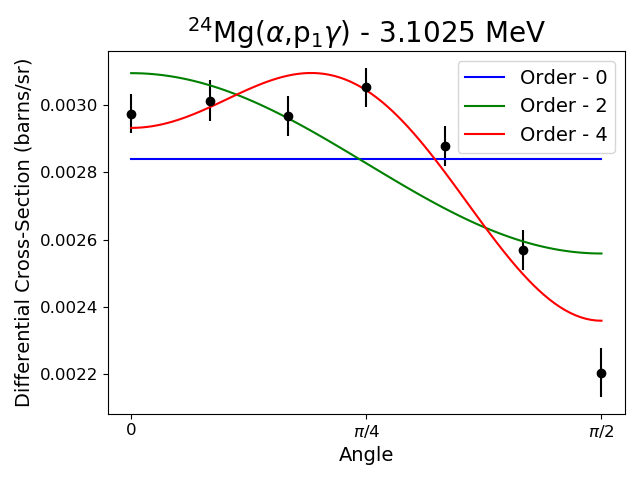 ²⁴Mg(α,p₁γ) - 3.1025 MeV
Differential Cross-Section (barns/sr)
0.0030
0.0028
0.0026
0.0024
0.0022
Order - 0
Order - 2
Order - 4
0
π/4
π/2
Angle